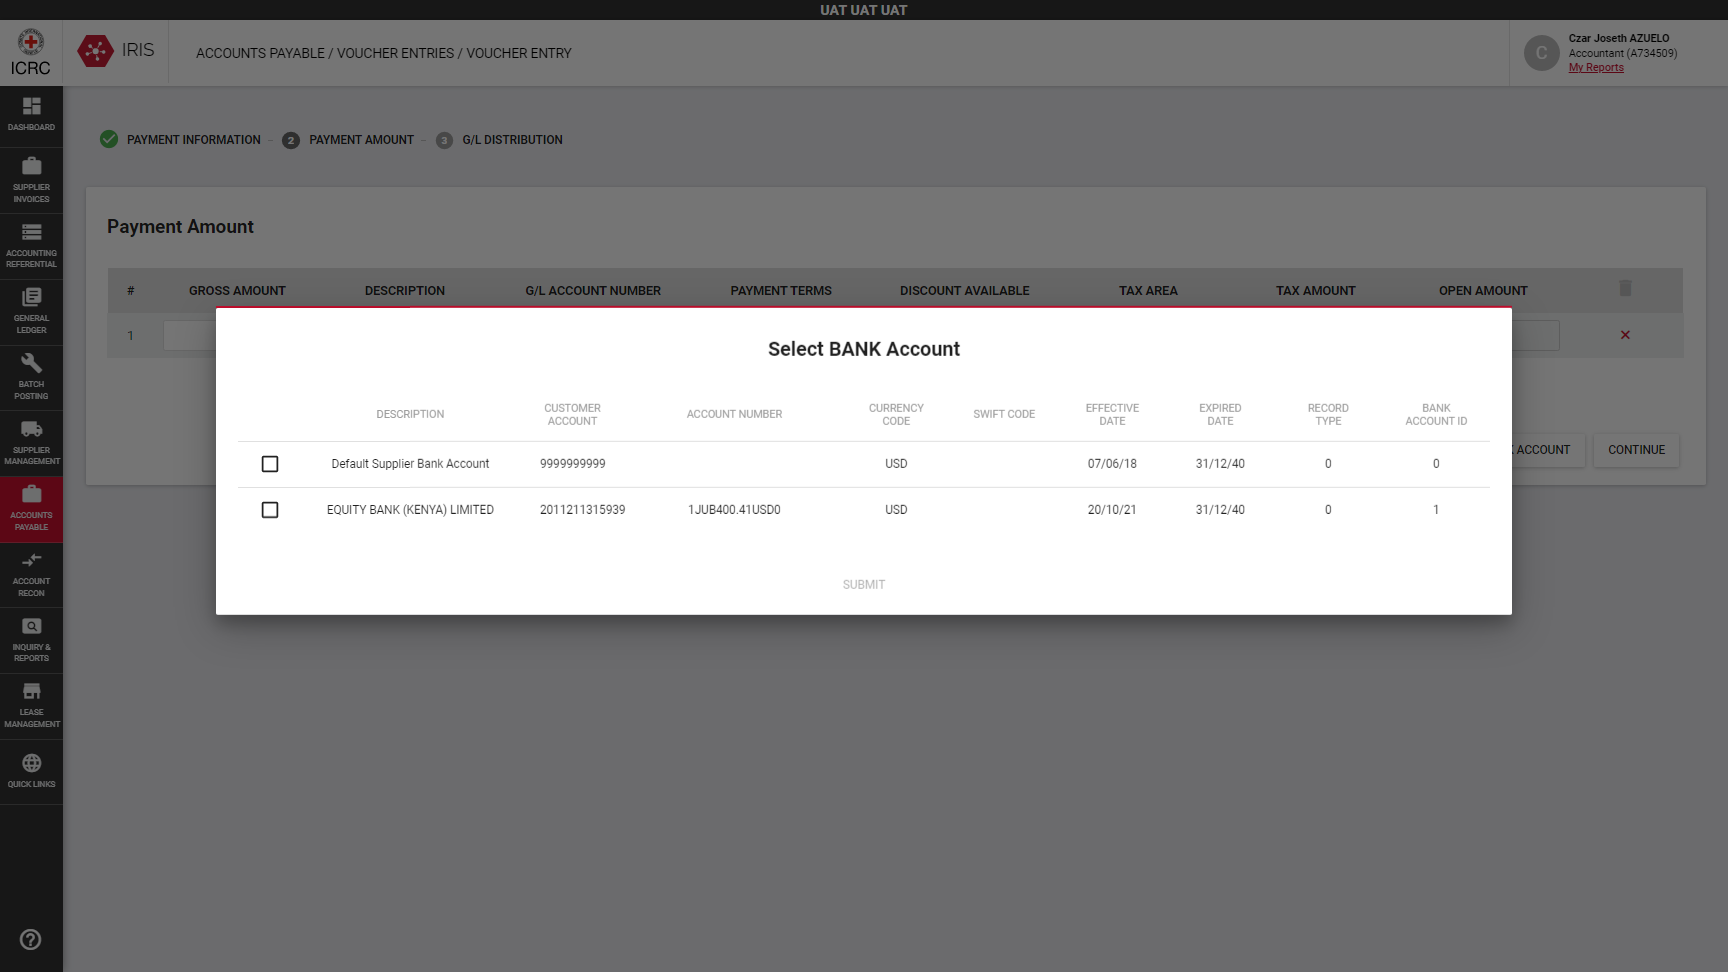 UAT UAT UAT
ICRC
IRIS
ACCOUNTS PAYABLE / VOUCHER ENTRIES / VOUCHER ENTRY
C
Czar Joseth AZUELO
Accountant (A734509)
My Reports
DASHBOARD
SUPPLIER
INVOICES
ACCOUNTING
REFERENTIAL
GENERAL
LEDGER
BATCH
POSTING
SUPPLIER
MANAGEMENT
ACCOUNTS
PAYABLE
ACCOUNT
RECON
INQUIRY &
REPORTS
LEASE
MANAGEMENT
QUICK LINKS
PAYMENT INFORMATION - 2 PAYMENT AMOUNT - 3 G/L DISTRIBUTION
Payment Amount
# GROSS AMOUNT DESCRIPTION G/L ACCOUNT NUMBER PAYMENT TERMS DISCOUNT AVAILABLE TAX AREA TAX AMOUNT OPEN AMOUNT
1
ACCOUNT CONTINUE
Select BANK Account
DESCRIPTION CUSTOMER ACCOUNT ACCOUNT NUMBER CURRENCY CODE SWIFT CODE EFFECTIVE DATE EXPIRED DATE RECORD TYPE BANK ACCOUNT ID
Default Supplier Bank Account 9999999999 USD 07/06/18 31/12/40 0 0
EQUITY BANK (KENYA) LIMITED 2011211315939 1JUB400.41USD0 USD 20/10/21 31/12/40 0 1
SUBMIT